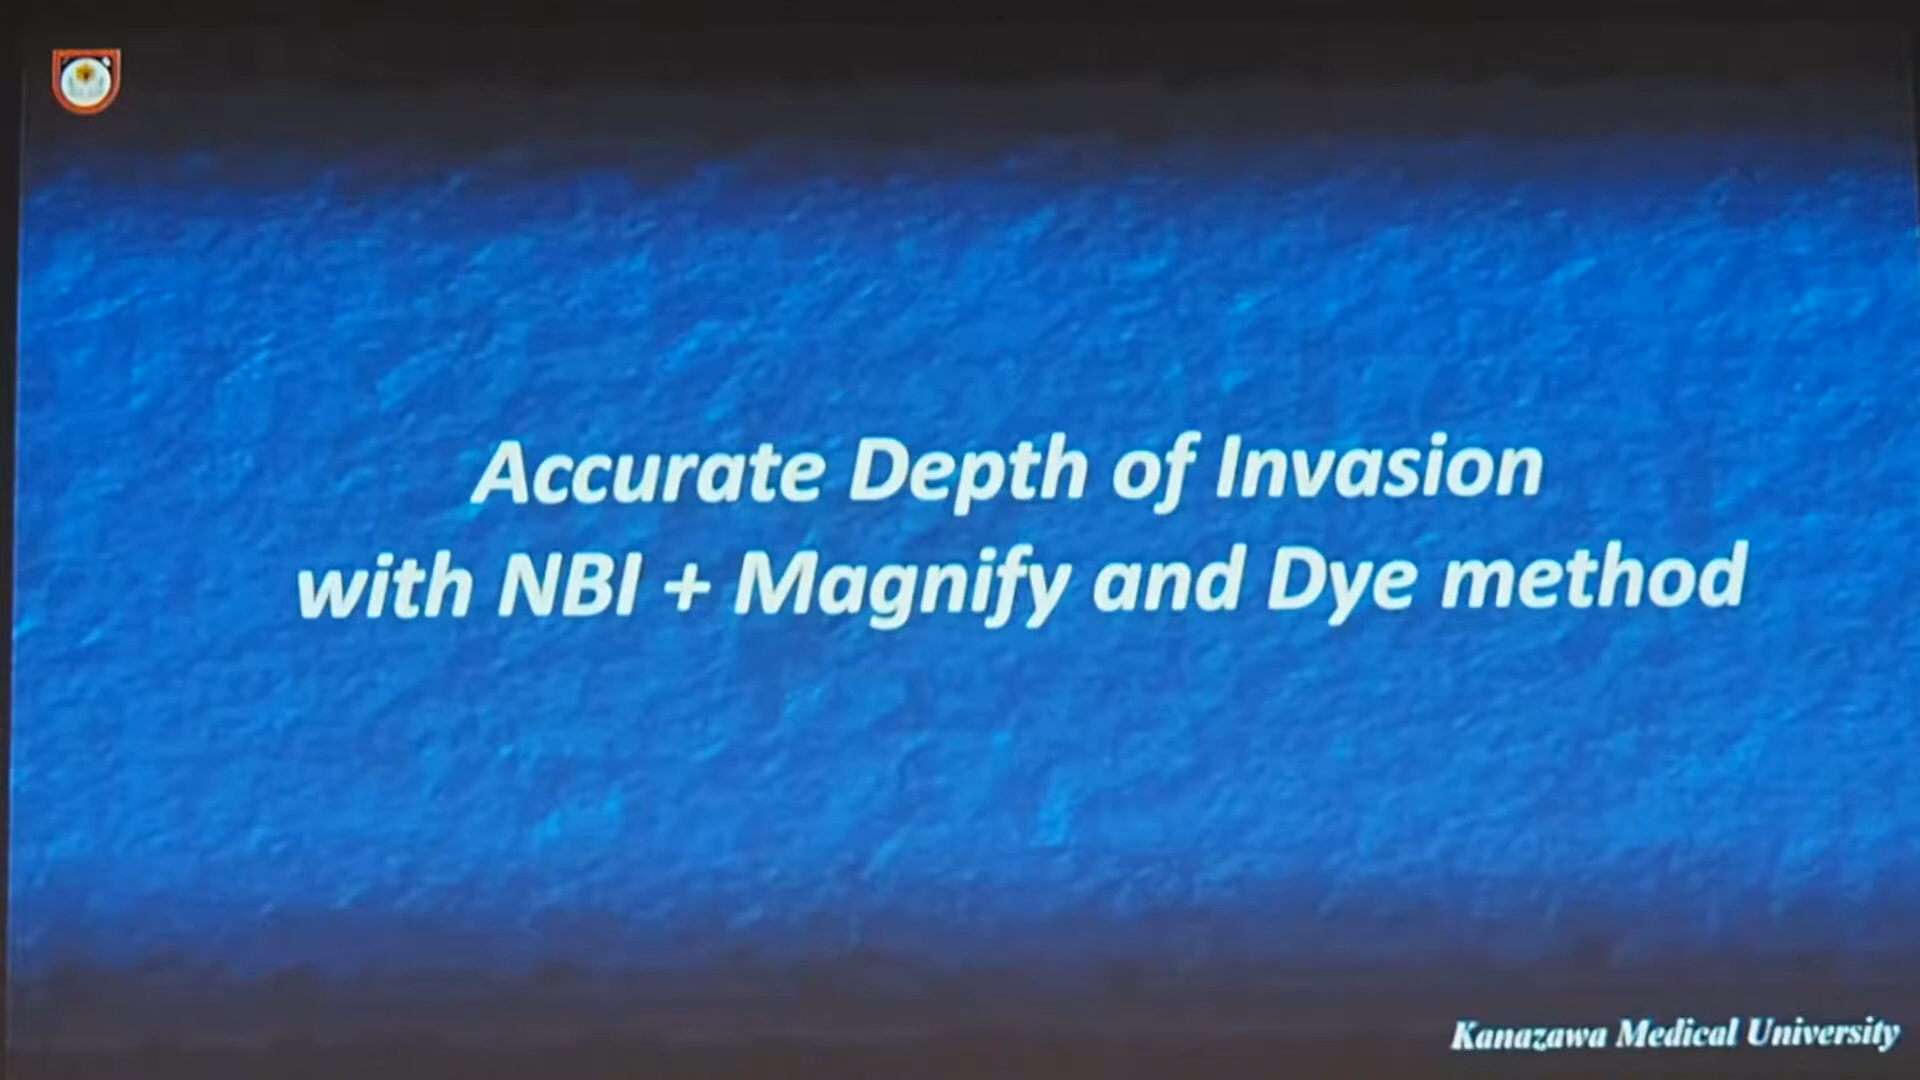 Accurate Depth of Invasion
with NBI + Magnify and Dye method
Kanazawa Medical University